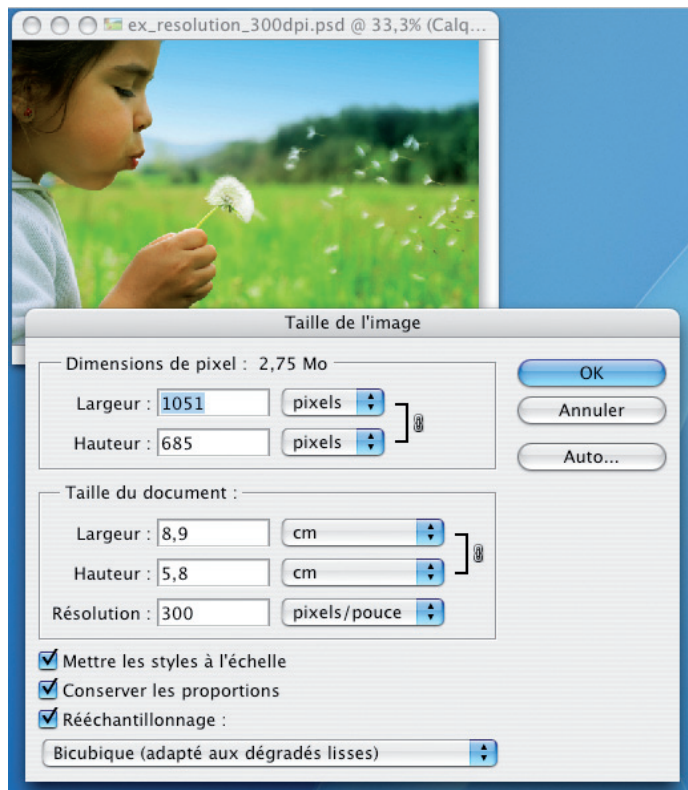 ex_resolution_300dpi.psd @ 33,3% (Calq...
Taille de l'image
Dimensions de pixel : 2,75 Mo
Largeur : 1051 pixels
Hauteur : 685 pixels
OK
Annuler
Auto...
Taille du document :
Largeur : 8,9 cm
Hauteur : 5,8 cm
Résolution : 300 pixels/pouce
Mettre les styles à l'échelle
Conserver les proportions
Rééchantillonnage :
Bicubique (adapté aux dégradés lisses)